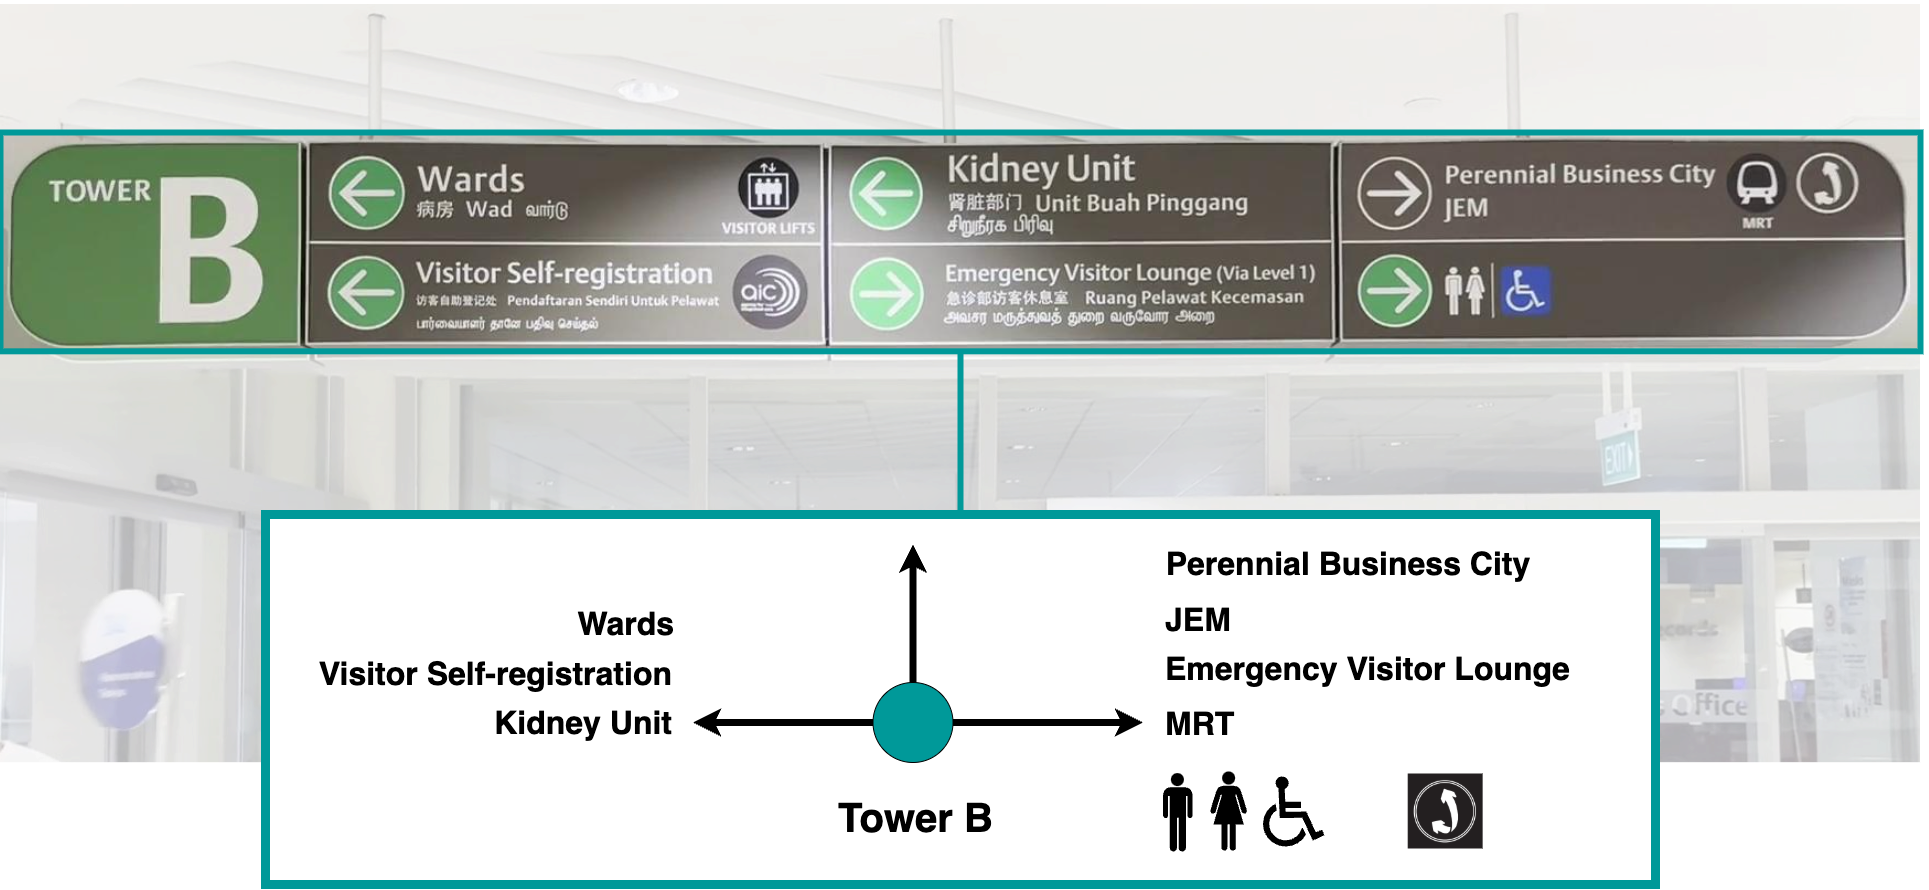 TOWER B
Wards
病房 Wad வார்டு
VISITOR LIFTS
Visitor Self-registration
访客自助登记处 Pendaftaran Sendiri Untuk Pelawat
பார்வையாளர் தானே பதிவு செய்தல்
aic
Kidney Unit
肾脏部门 Unit Buah Pinggang
சிறுநீரக பிரிவு
Emergency Visitor Lounge (Via Level 1)
急诊部访客休息室 Ruang Pelawat Kecemasan
அவசர மருத்துவத் துறை வருவோர் அறை
Perennial Business City
JEM
MRT
EXIT
Office
Wards
Visitor Self-registration
Kidney Unit
Perennial Business City
JEM
Emergency Visitor Lounge
MRT
Tower B